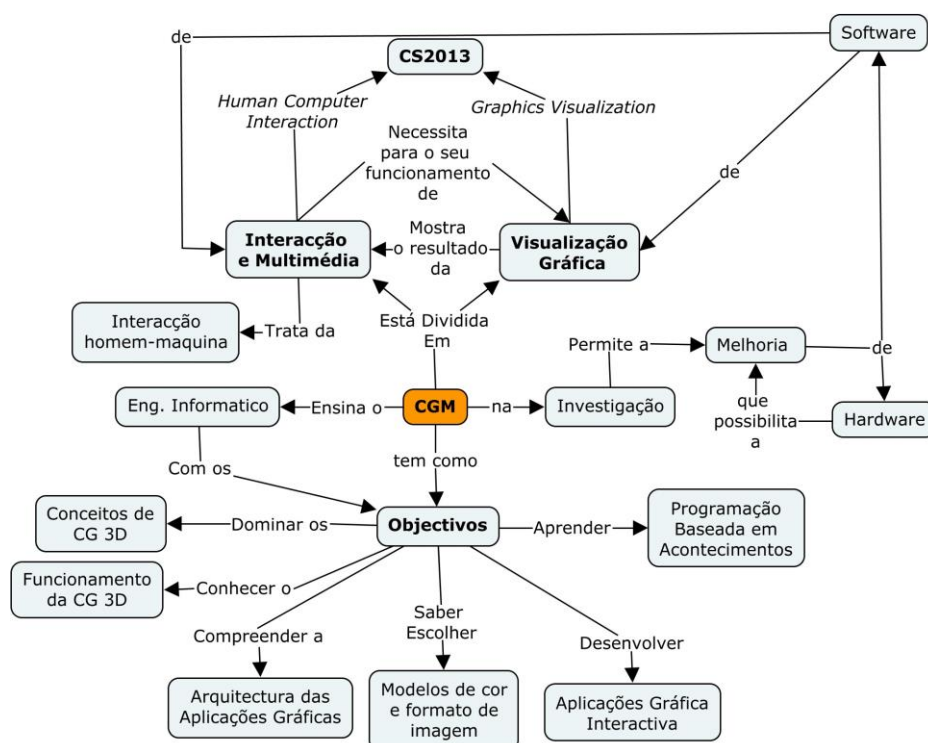 de
Software
CS2013
Human Computer
Interaction
Graphics Visualization
Necessita
para o seu
funcionamento
de
de
Interacção
e Multimédia
Mostra
o resultado
da
Visualização
Gráfica
Interacção
homem-maquina
Trata da
Está Dividida
Em
Permite a
Melhoria
de
Eng. Informatico
Ensina o
CGM
na
Investigação
que
possibilita
a
Hardware
Com os
tem como
Conceitos de
CG 3D
Dominar os
Objectivos
Aprender
Programação
Baseada em
Acontecimentos
Funcionamento
da CG 3D
Conhecer o
Compreender a
Saber
Escolher
Desenvolver
Arquitectura das
Aplicações Gráficas
Modelos de cor
e formato de
imagem
Aplicações Gráfica
Interactiva